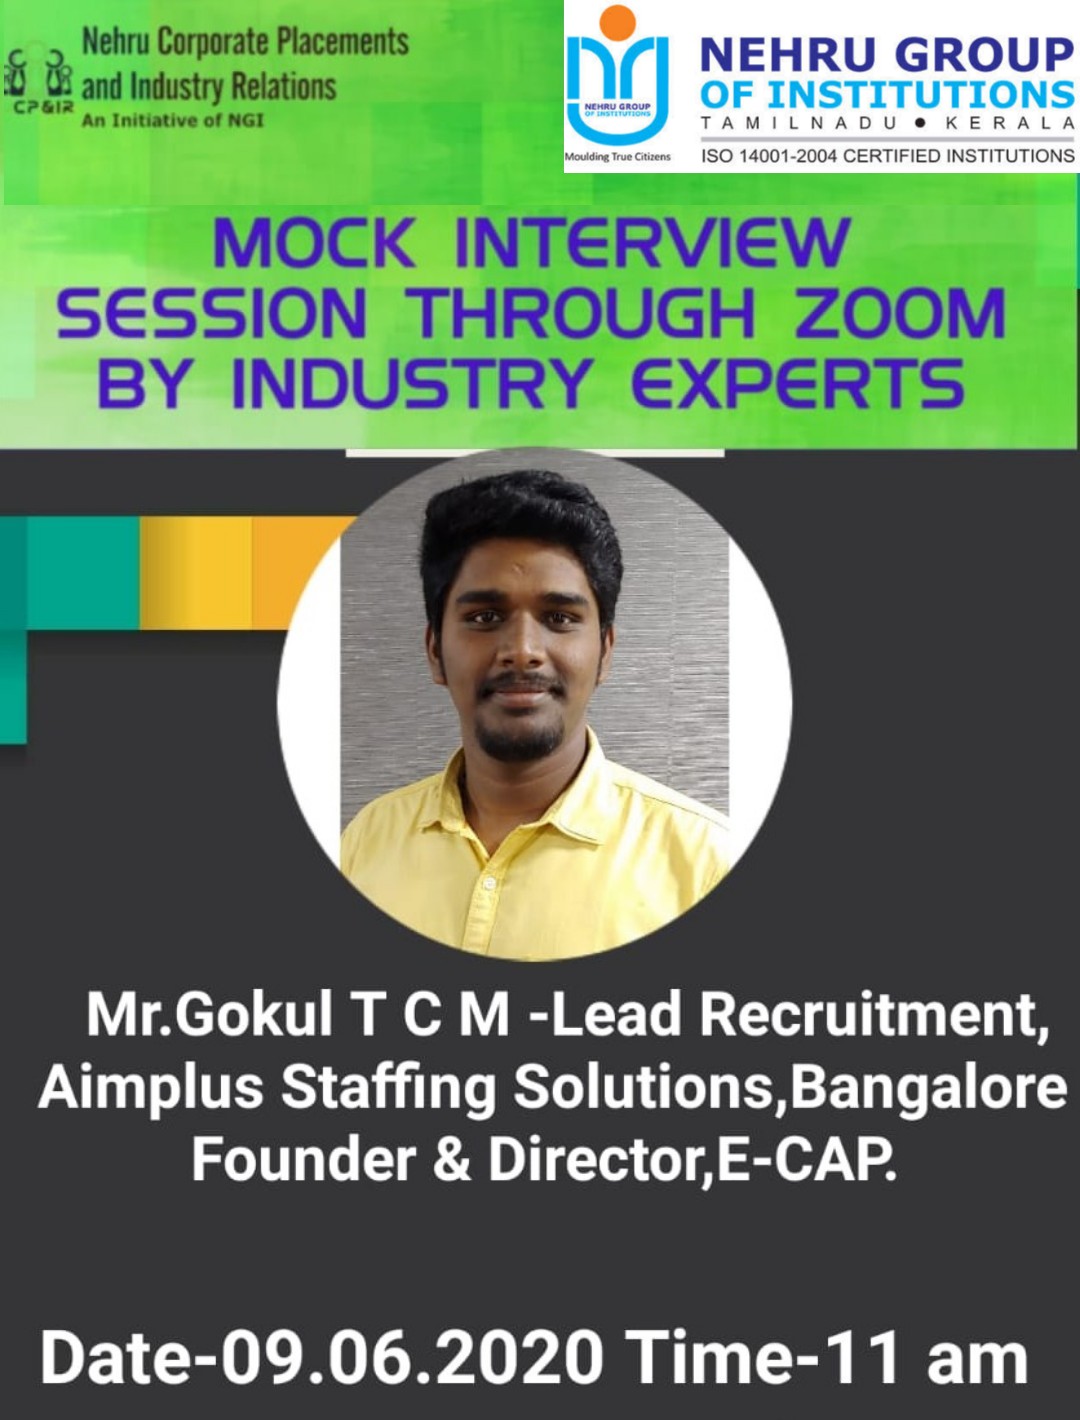 Nehru Corporate Placements
and Industry Relations
CP&IR
An Initiative of NGI
NEHRU GROUP
OF INSTITUTIONS
Moulding True Citizens
NEHRU GROUP
OF INSTITUTIONS
TAMILNADU ● KERALA
ISO 14001-2004 CERTIFIED INSTITUTIONS
MOCK INTERVIEW
SESSION THROUGH ZOOM
BY INDUSTRY EXPERTS
Mr.Gokul T C M -Lead Recruitment,
Aimplus Staffing Solutions,Bangalore
Founder & Director,E-CAP.
Date-09.06.2020 Time-11 am